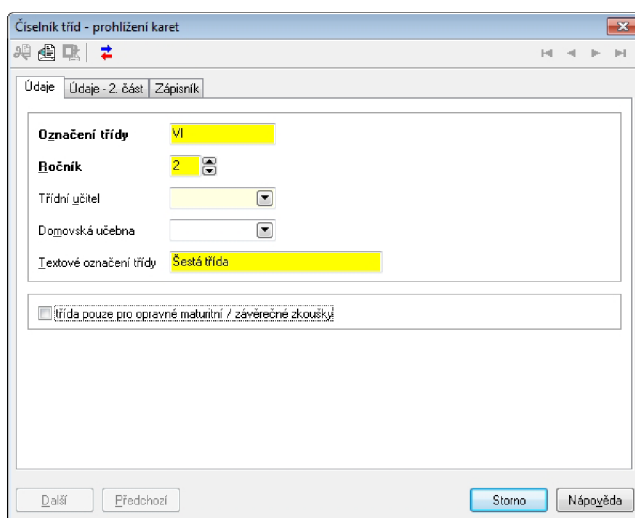 Číselník tříd - prohlížení karet
Údaje
Údaje - 2. část
Zápisník
Označení třídy
VI
Ročník
2
Třídní učitel
Domovská učebna
Textové označení třídy
Šestá třída
třída pouze pro opravné maturitní / závěrečné zkoušky
Další
Předchozí
Storno
Nápověda